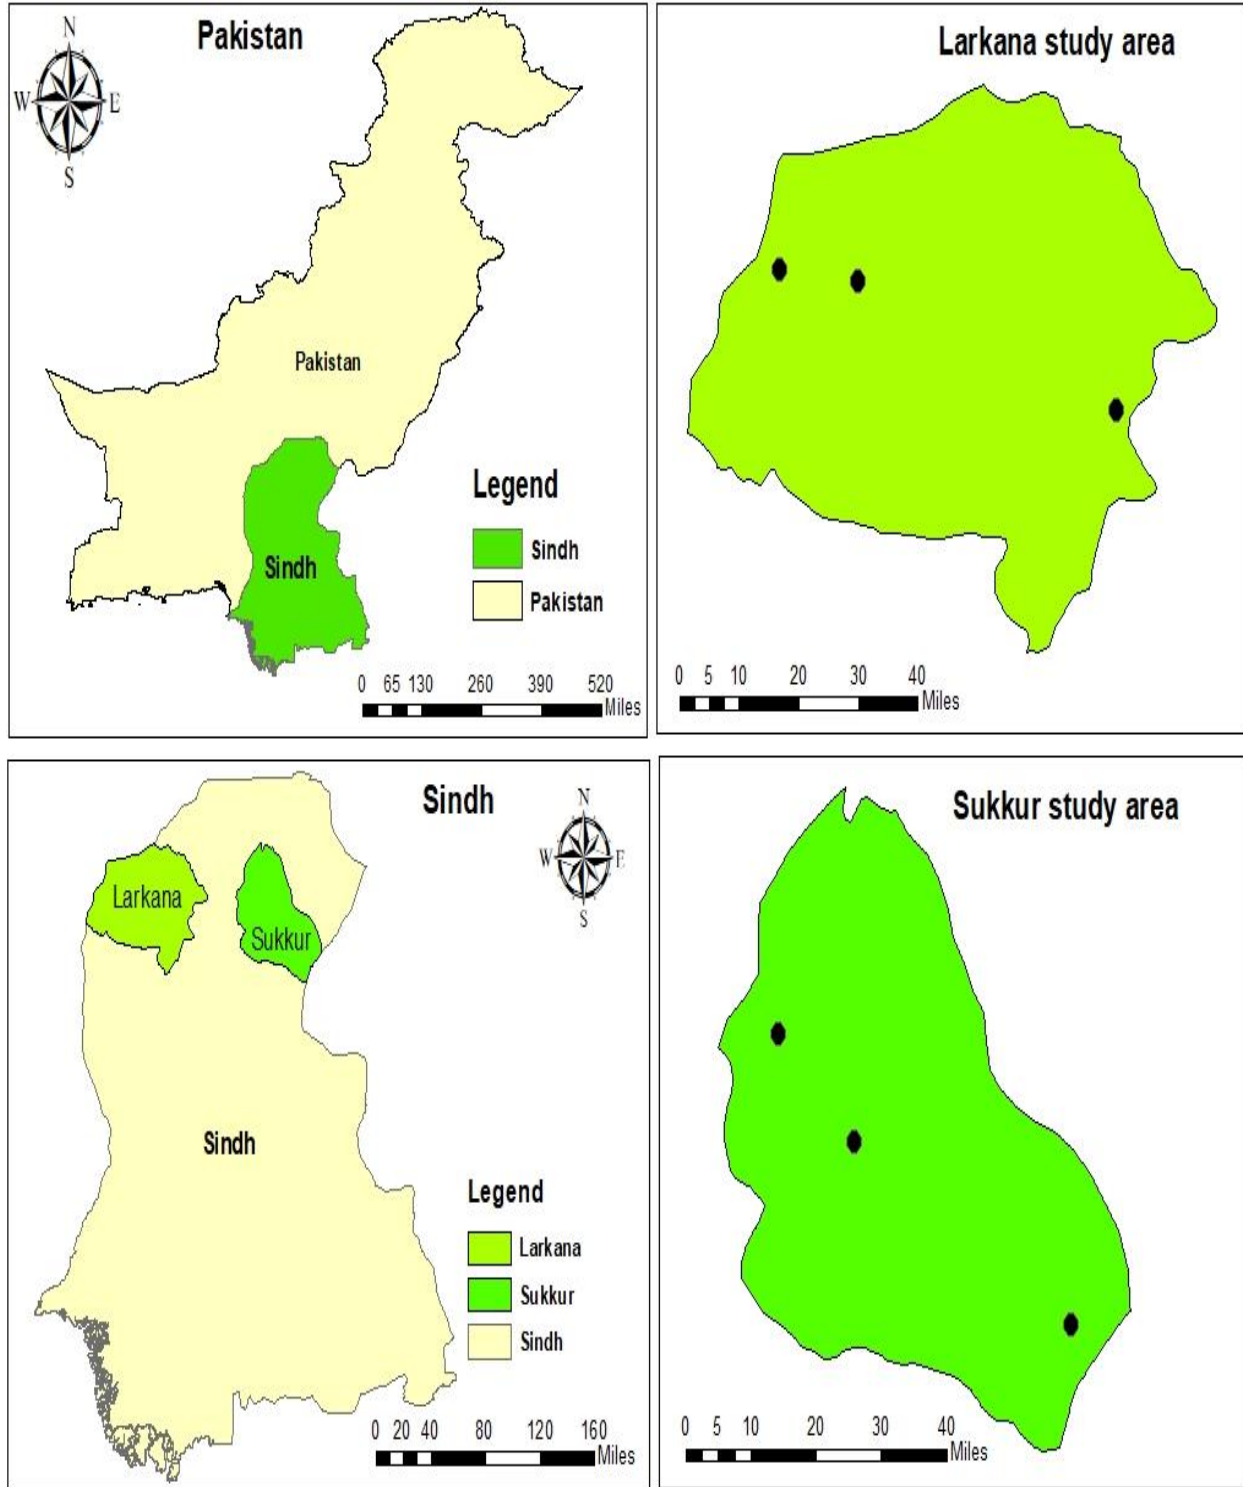 Pakistan
N
W E
S
Pakistan
Sindh
Legend
Sindh
Pakistan
0 65 130 260 390 520
Miles
Larkana study area
0 5 10 20 30 40
Miles
Sindh
N
W E
S
Larkana
Sukkur
Sindh
Legend
Larkana
Sukkur
Sindh
0 20 40 80 120 160
Miles
Sukkur study area
0 5 10 20 30 40
Miles